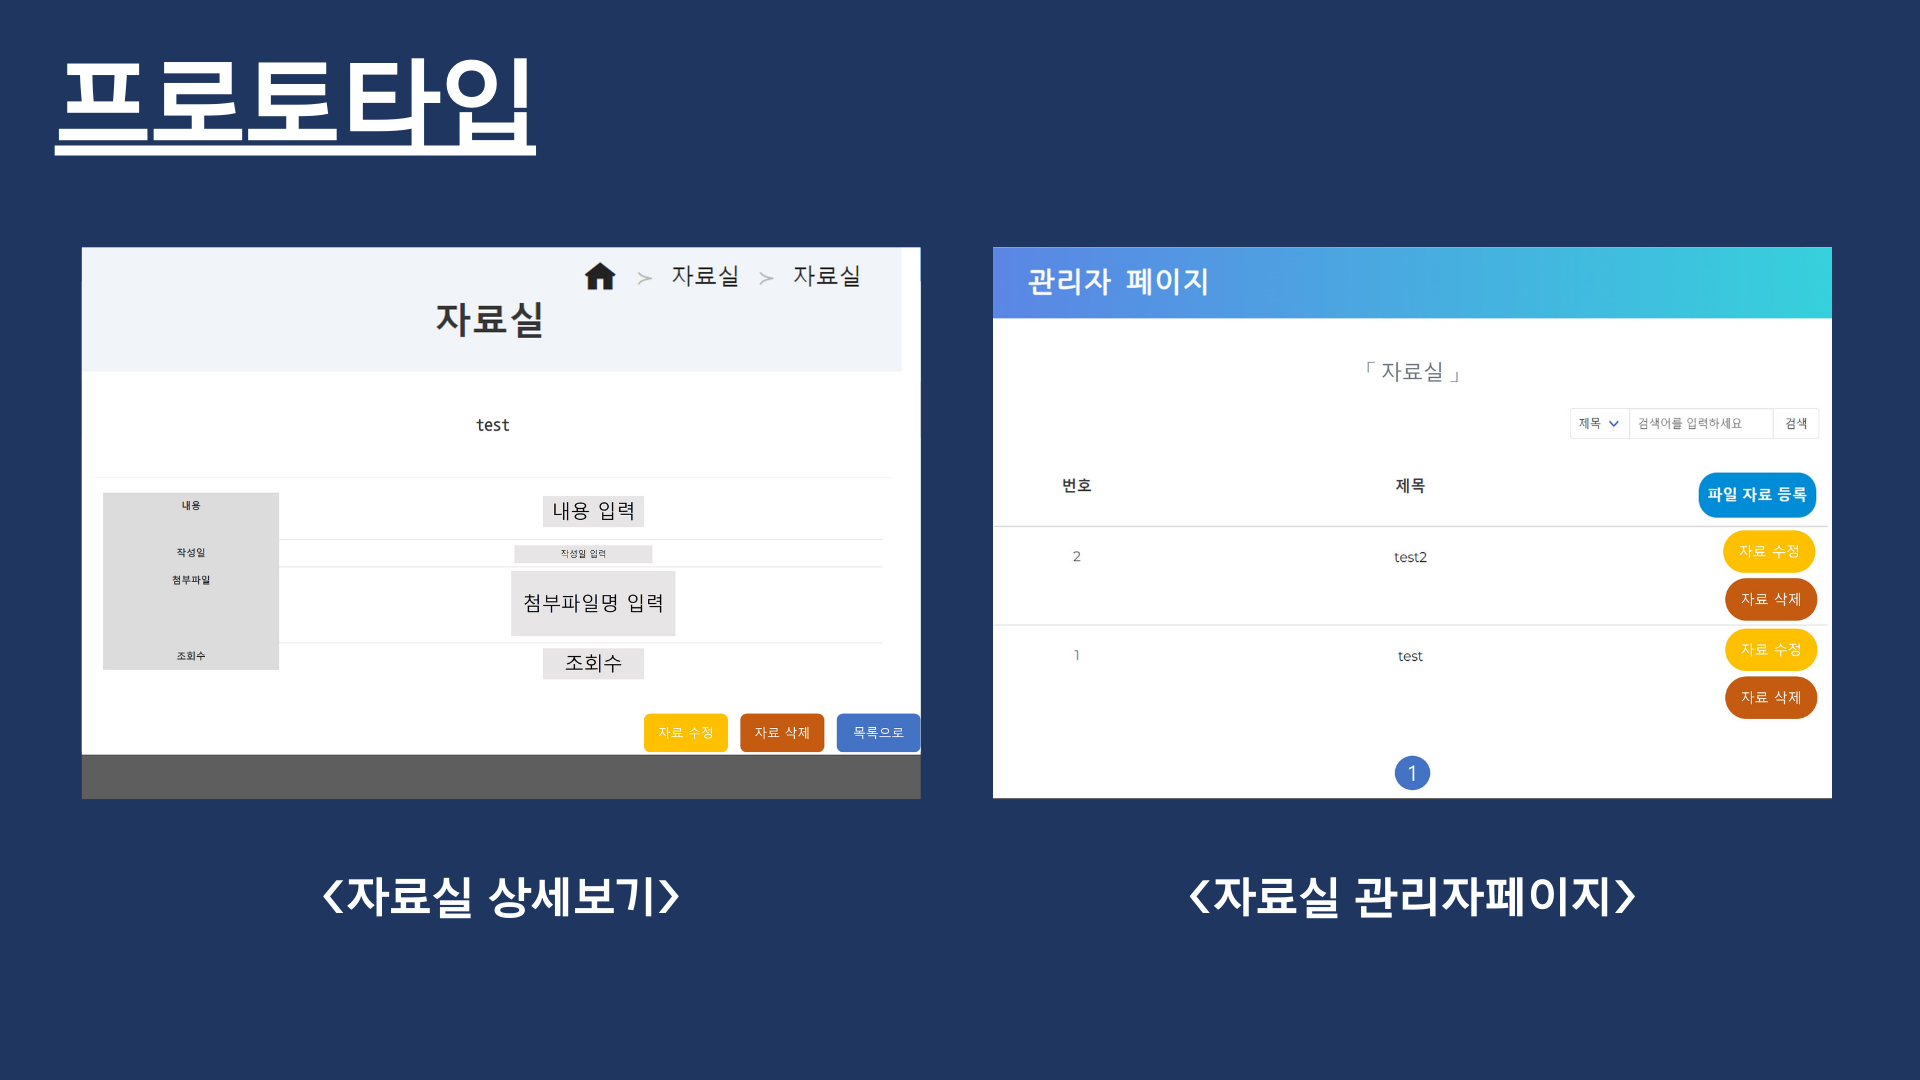 프로토타입
> 자료실 > 자료실
자료실
test
내용
내용 입력
작성일
작성일 입력
첨부파일
첨부파일명 입력
조회수
조회수
자료 수정 자료 삭제 목록으로
<자료실 상세보기>
관리자 페이지
「 자료실 」
제목 검색어를 입력하세요 검색
번호 제목 파일 자료 등록
2 test2 자료 수정
자료 삭제
1 test 자료 수정
자료 삭제
1
<자료실 관리자페이지>